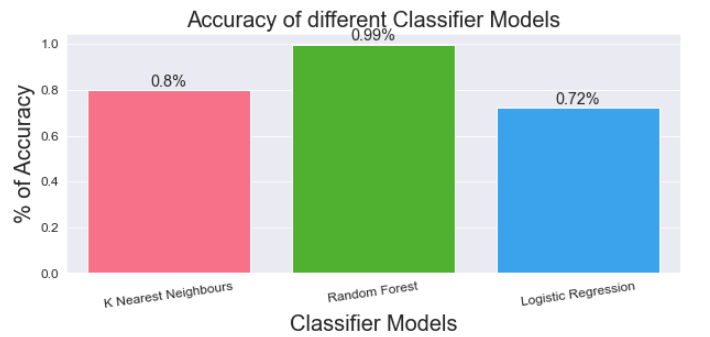 Accuracy of different Classifier Models
% of Accuracy
1.0
0.8
0.6
0.4
0.2
0.0
0.8%
0.99%
0.72%
K Nearest Neighbours
Random Forest
Logistic Regression
Classifier Models